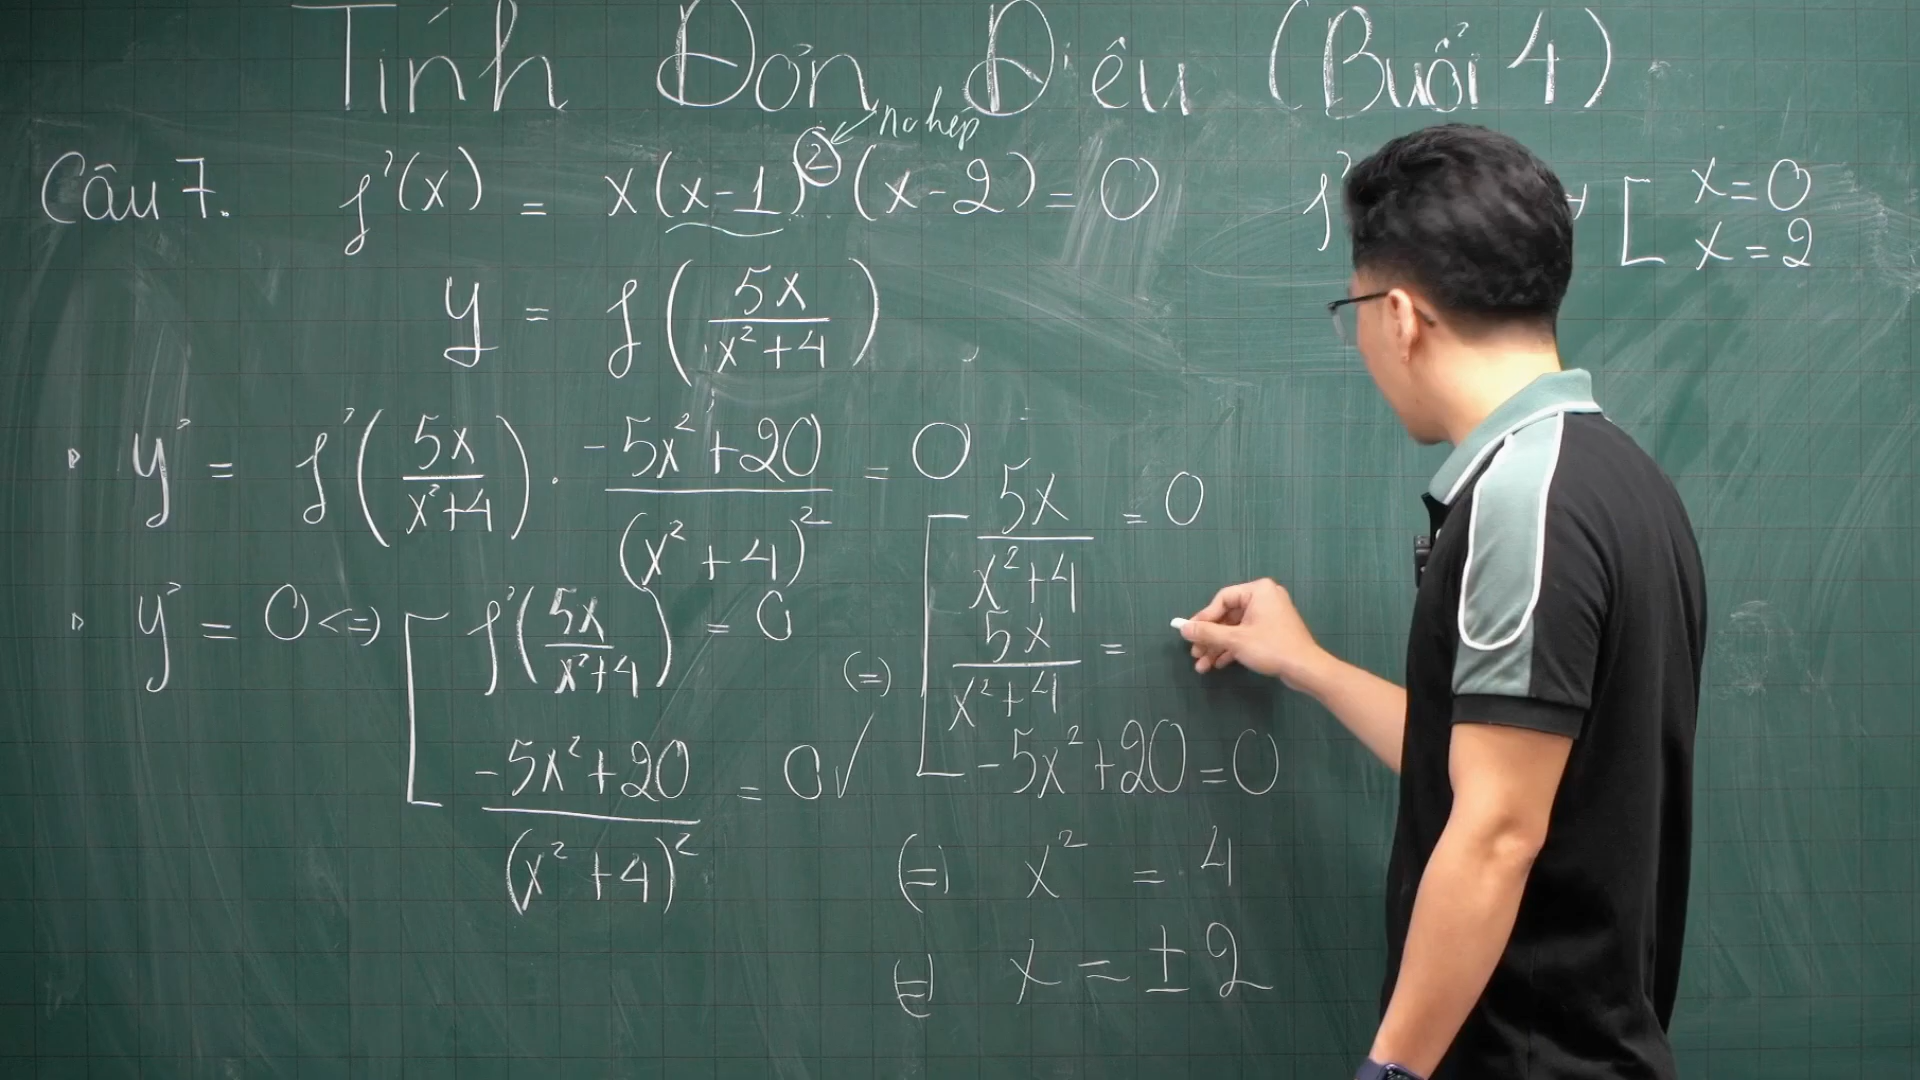 Tính Đơn Điệu (Buổi 4)
n₀ kép
Câu 7. f'(x) = x(x-1)²(x-2) = 0
f' [ x=0
x=2
y = f(5x/(x²+4))
y' = f'(5x/(x²+4)) . (-5x²+20)/(x²+4)² = 0
y' = 0 <=> [ f'(5x/(x²+4)) = 0
(-5x²+20)/(x²+4)² = 0 ✓
(=) [ 5x/(x²+4) = 0
5x/(x²+4) =
-5x²+20 = 0
(=) x² = 4
(=) x = ±2